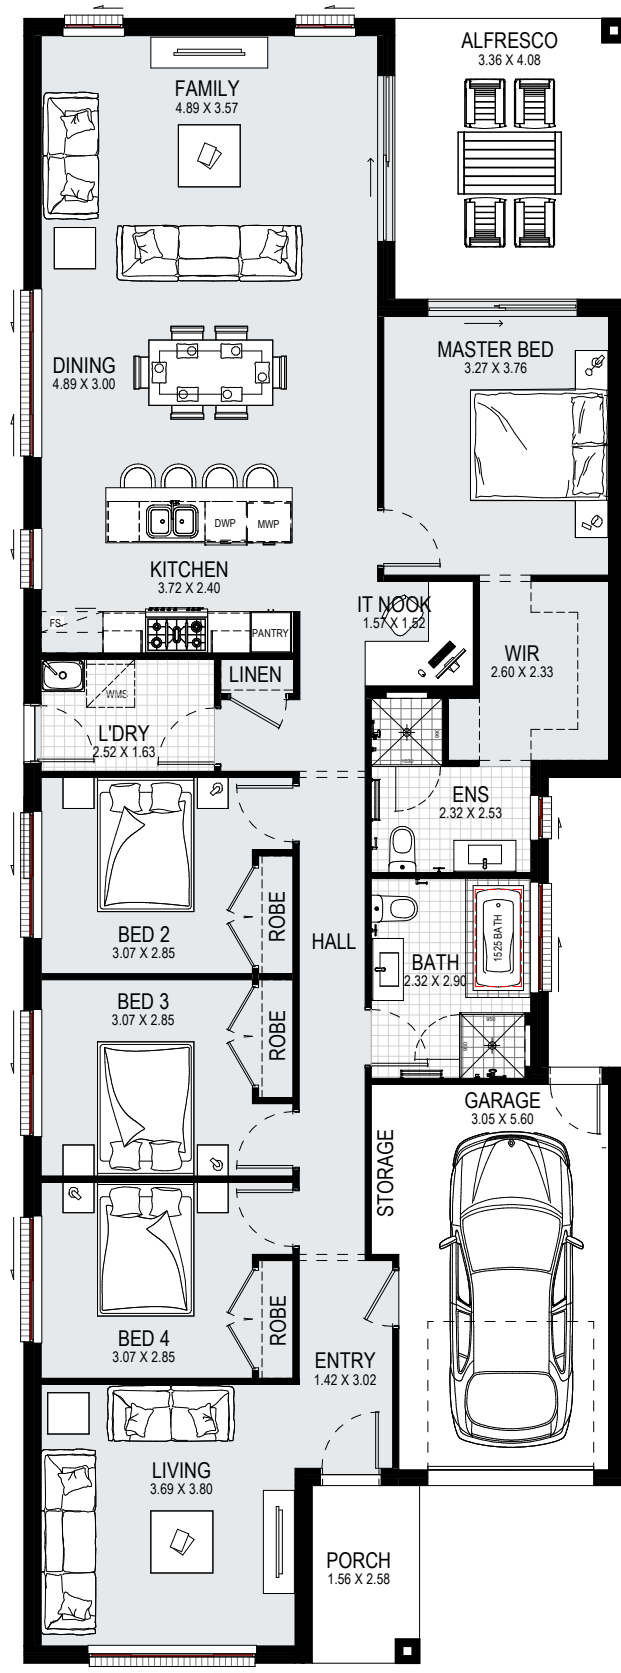 ALFRESCO
3.36 X 4.08
FAMILY
4.89 X 3.57
MASTER BED
3.27 X 3.76
DINING
4.89 X 3.00
DWP
MWP
KITCHEN
3.72 X 2.40
IT NOOK
1.57 X 1.52
FS
PANTRY
WIR
2.60 X 2.33
LINEN
WMS
L'DRY
2.52 X 1.63
ENS
2.32 X 2.53
ROBE
BED 2
3.07 X 2.85
HALL
1525 BATH
BATH
2.32 X 2.90
BED 3
3.07 X 2.85
ROBE
950
950
GARAGE
3.05 X 5.60
STORAGE
ROBE
BED 4
3.07 X 2.85
ENTRY
1.42 X 3.02
LIVING
3.69 X 3.80
PORCH
1.56 X 2.58